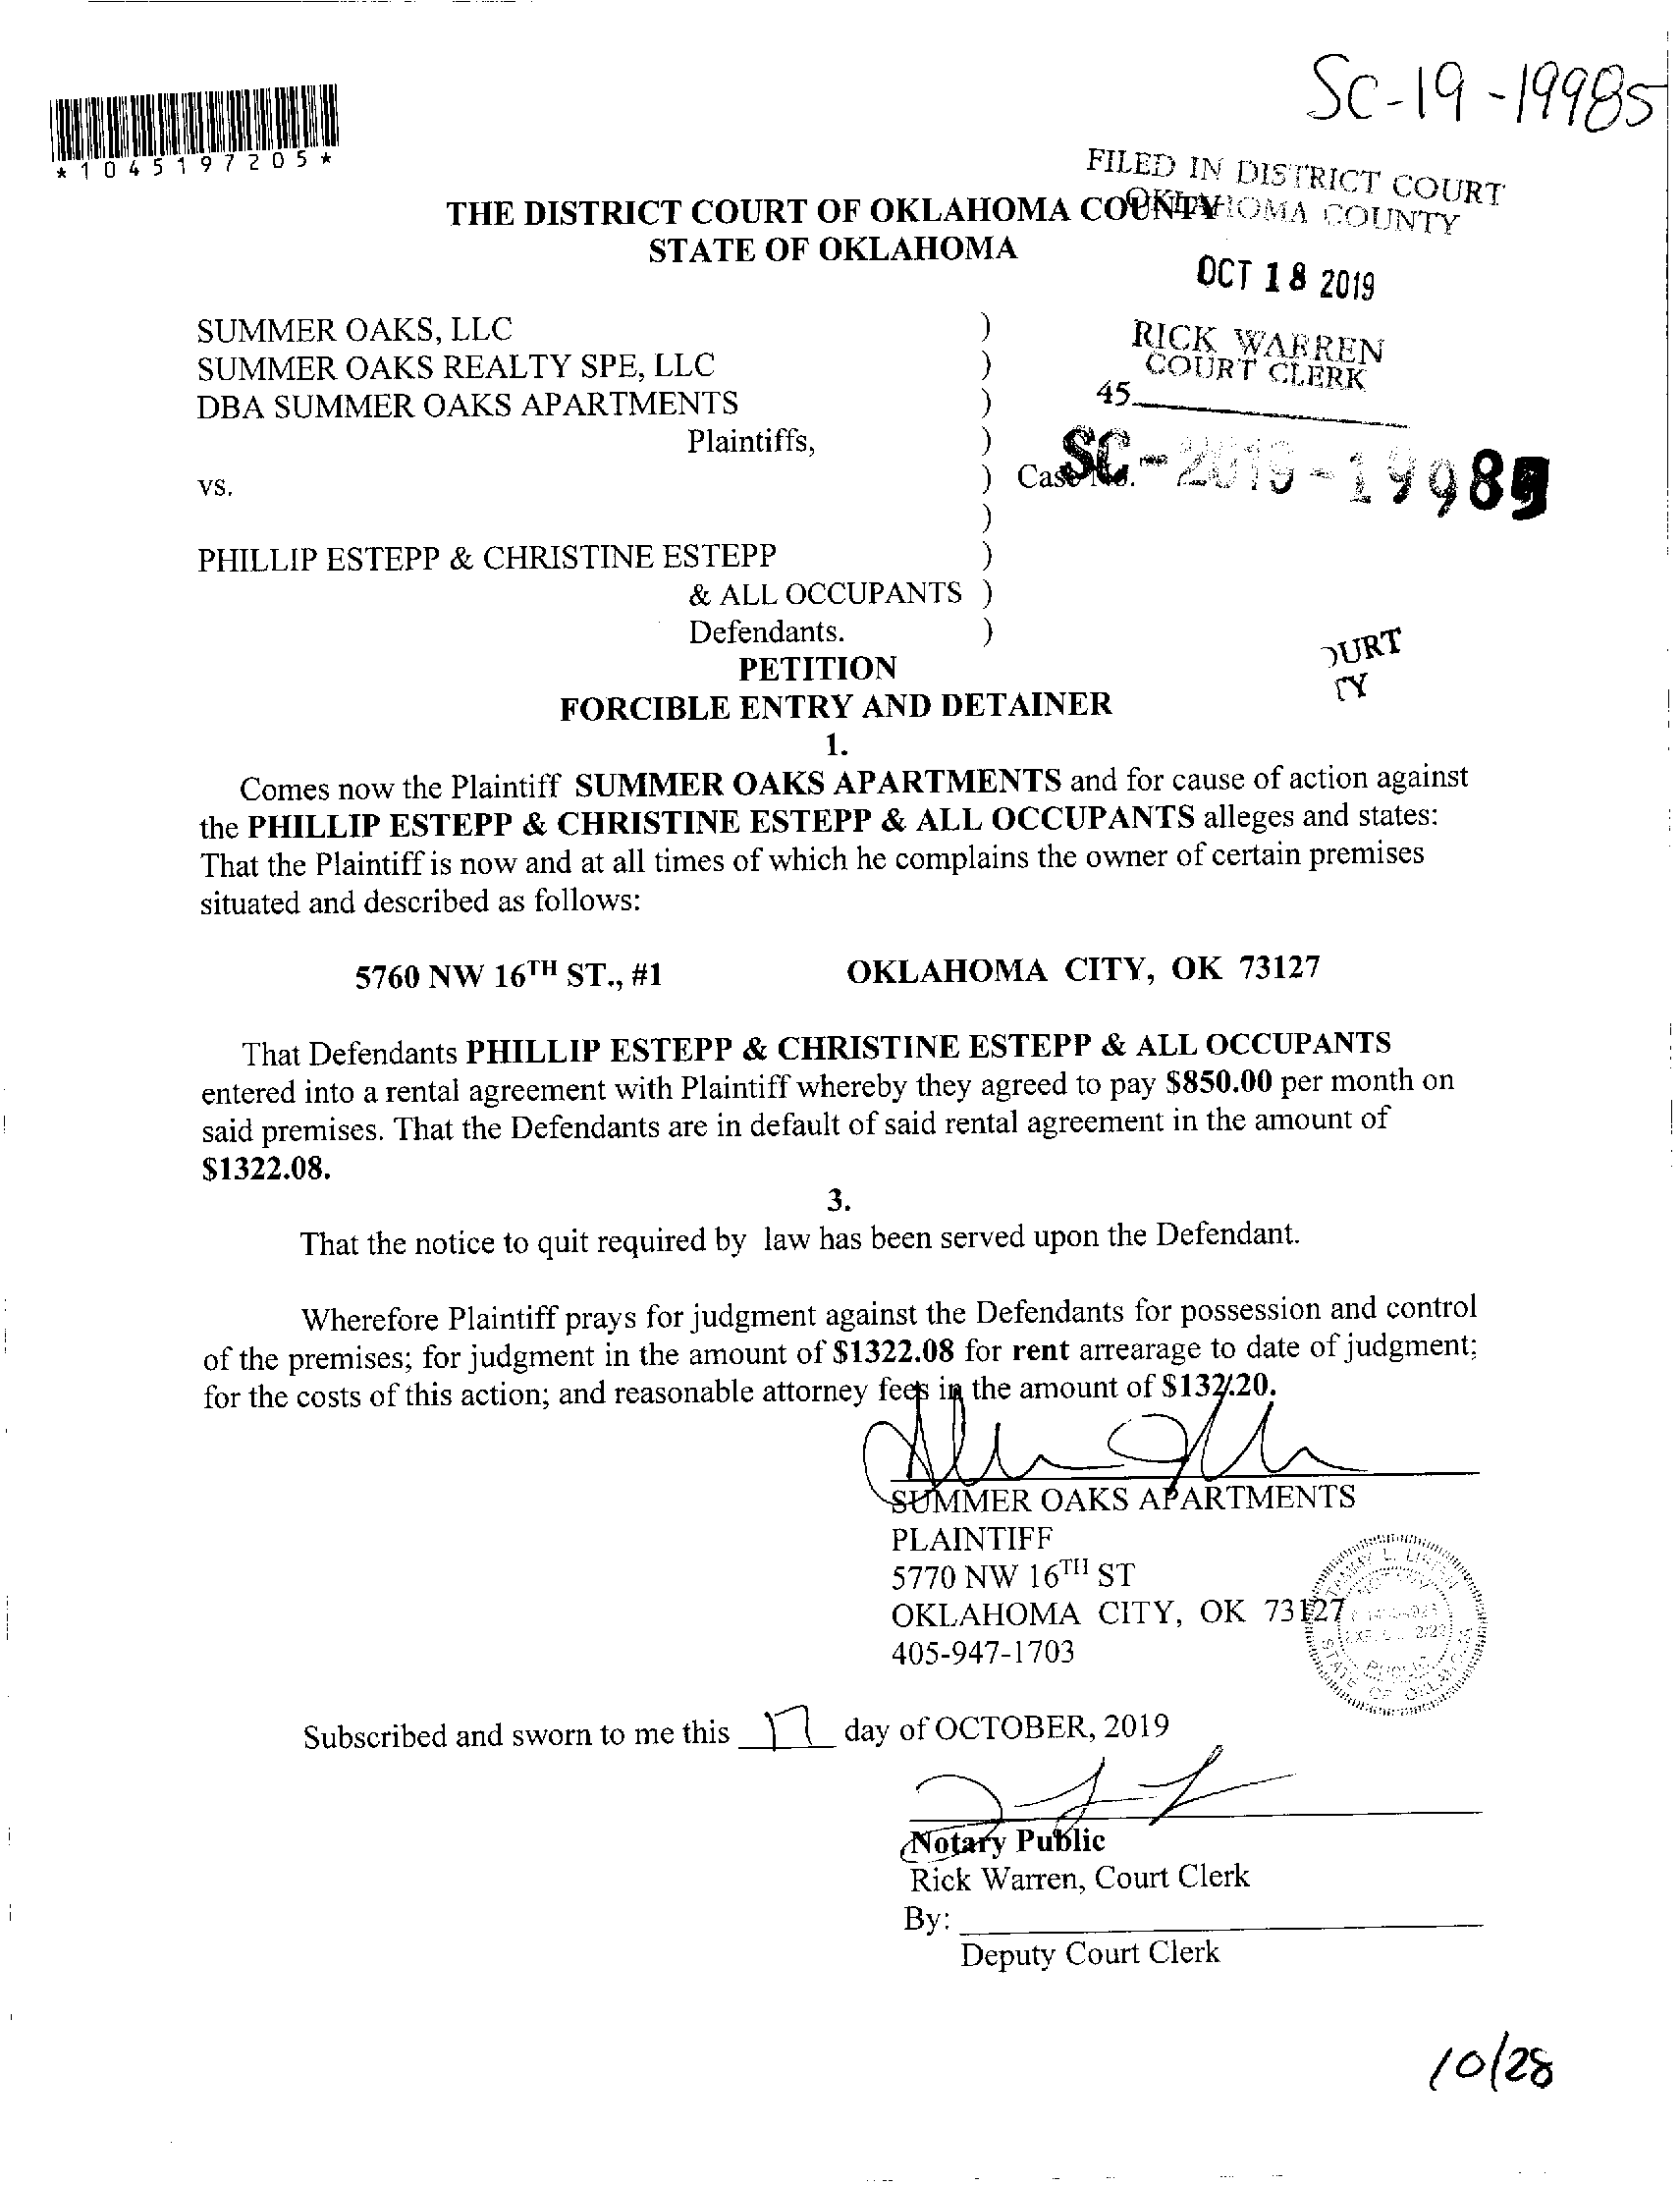 SC-19-19985
*1045197205*
FILED IN DISTRICT COURT
OKLAHOMA COUNTY
THE DISTRICT COURT OF OKLAHOMA COUNTY
STATE OF OKLAHOMA
OCT 18 2019
SUMMER OAKS, LLC )
RICK WARREN
COURT CLERK
SUMMER OAKS REALTY SPE, LLC )
45
DBA SUMMER OAKS APARTMENTS )
Plaintiffs, )
vs. ) Case No. SC-2019-19985
)
PHILLIP ESTEPP & CHRISTINE ESTEPP )
& ALL OCCUPANTS )
Defendants. )
OURT
TY
PETITION
FORCIBLE ENTRY AND DETAINER
1.
Comes now the Plaintiff SUMMER OAKS APARTMENTS and for cause of action against
the PHILLIP ESTEPP & CHRISTINE ESTEPP & ALL OCCUPANTS alleges and states:
That the Plaintiff is now and at all times of which he complains the owner of certain premises
situated and described as follows:
5760 NW 16TH ST., #1 OKLAHOMA CITY, OK 73127
That Defendants PHILLIP ESTEPP & CHRISTINE ESTEPP & ALL OCCUPANTS
entered into a rental agreement with Plaintiff whereby they agreed to pay $850.00 per month on
said premises. That the Defendants are in default of said rental agreement in the amount of
$1322.08.
3.
That the notice to quit required by law has been served upon the Defendant.
Wherefore Plaintiff prays for judgment against the Defendants for possession and control
of the premises; for judgment in the amount of $1322.08 for rent arrearage to date of judgment;
for the costs of this action; and reasonable attorney fees in the amount of $132.20.
SUMMER OAKS APARTMENTS
PLAINTIFF
5770 NW 16TH ST
OKLAHOMA CITY, OK 73127
405-947-1703
STATE OF OKLAHOMA
PUBLIC
Subscribed and sworn to me this 17 day of OCTOBER, 2019
Notary Public
Rick Warren, Court Clerk
By:
Deputy Court Clerk
10/28